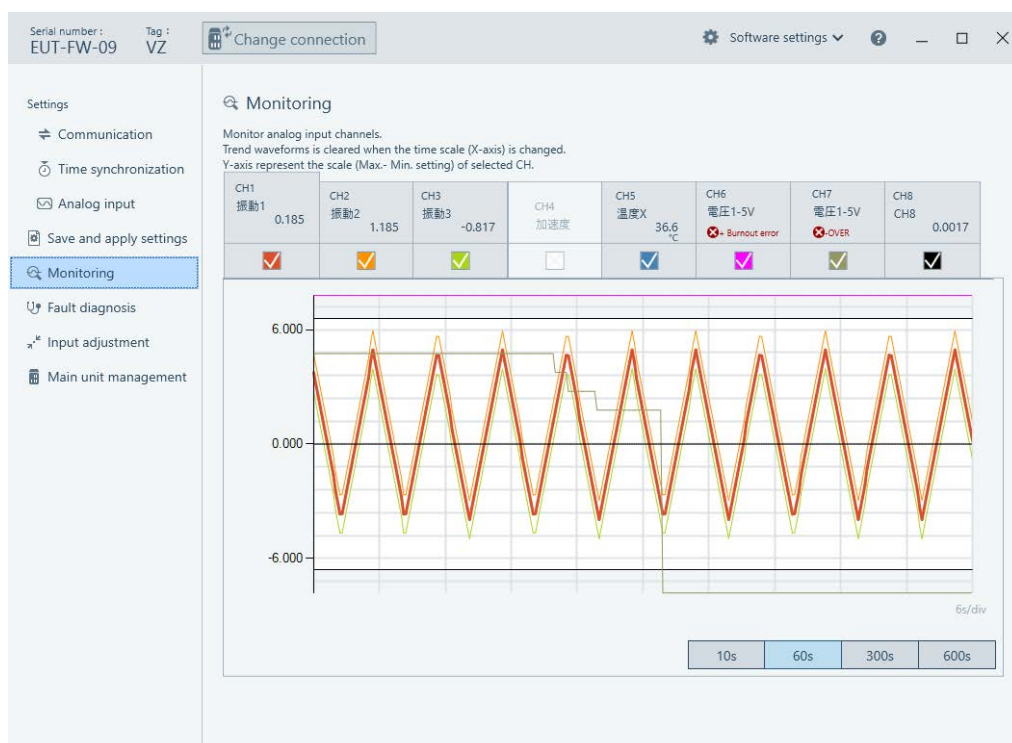 Serial number :
Tag :
EUT-FW-09
VZ
Change connection
Software settings
Settings
Communication
Time synchronization
Analog input
Save and apply settings
Monitoring
Fault diagnosis
Input adjustment
Main unit management
Monitoring
Monitor analog input channels.
Trend waveforms is cleared when the time scale (X-axis) is changed.
Y-axis represent the scale (Max.- Min. setting) of selected CH.
CH1
振動1
0.185
CH2
振動2
1.185
CH3
振動3
-0.817
CH4
加速度
CH5
温度X
36.6
℃
CH6
電圧1-5V
+ Burnout error
CH7
電圧1-5V
-OVER
CH8
CH8
0.0017
6.000
0.000
-6.000
6s/div
10s
60s
300s
600s